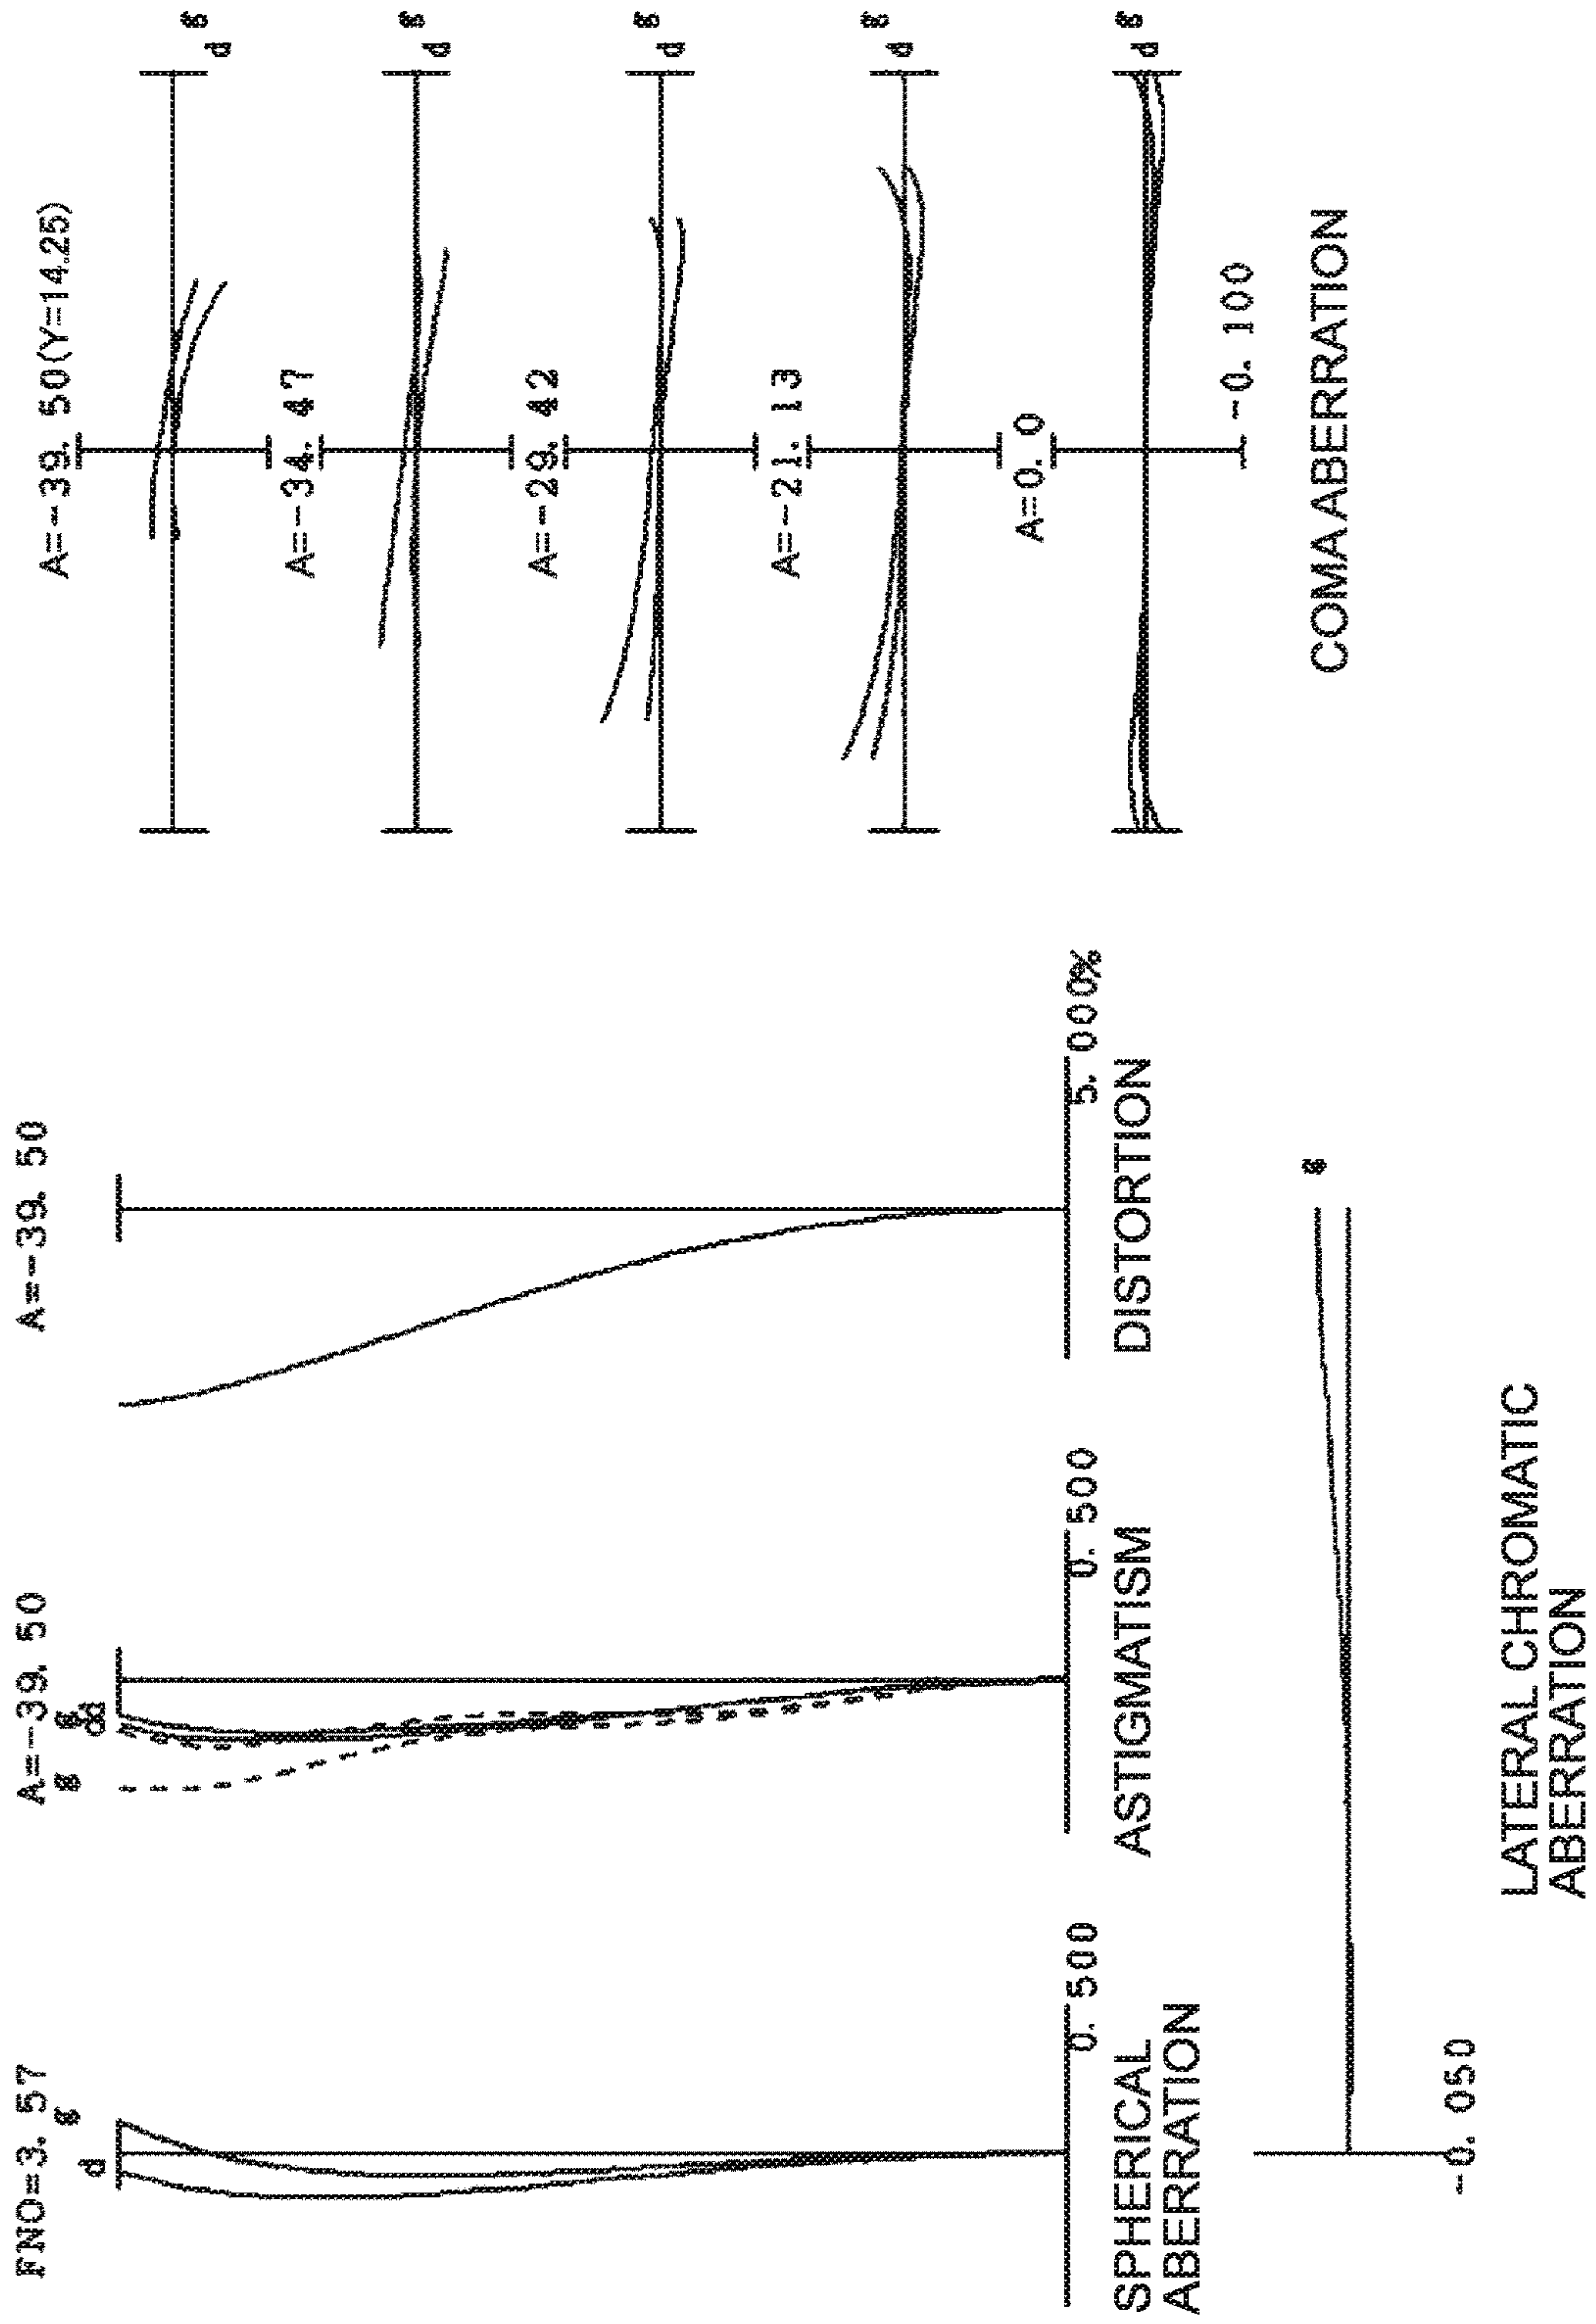 FNO=3. 57
g
d
0. 500
SPHERICAL
ABERRATION
A=-39. 50
g
g
dd
0. 500
ASTIGMATISM
A=-39. 50
5. 000%
DISTORTION
A=-39. 50(Y=14.25)
g
d
A=-34. 47
g
d
A=-29. 42
g
d
A=-21. 13
g
d
A=0. 0
g
d
-0. 100
COMA ABERRATION
g
-0. 050
LATERAL CHROMATIC
ABERRATION